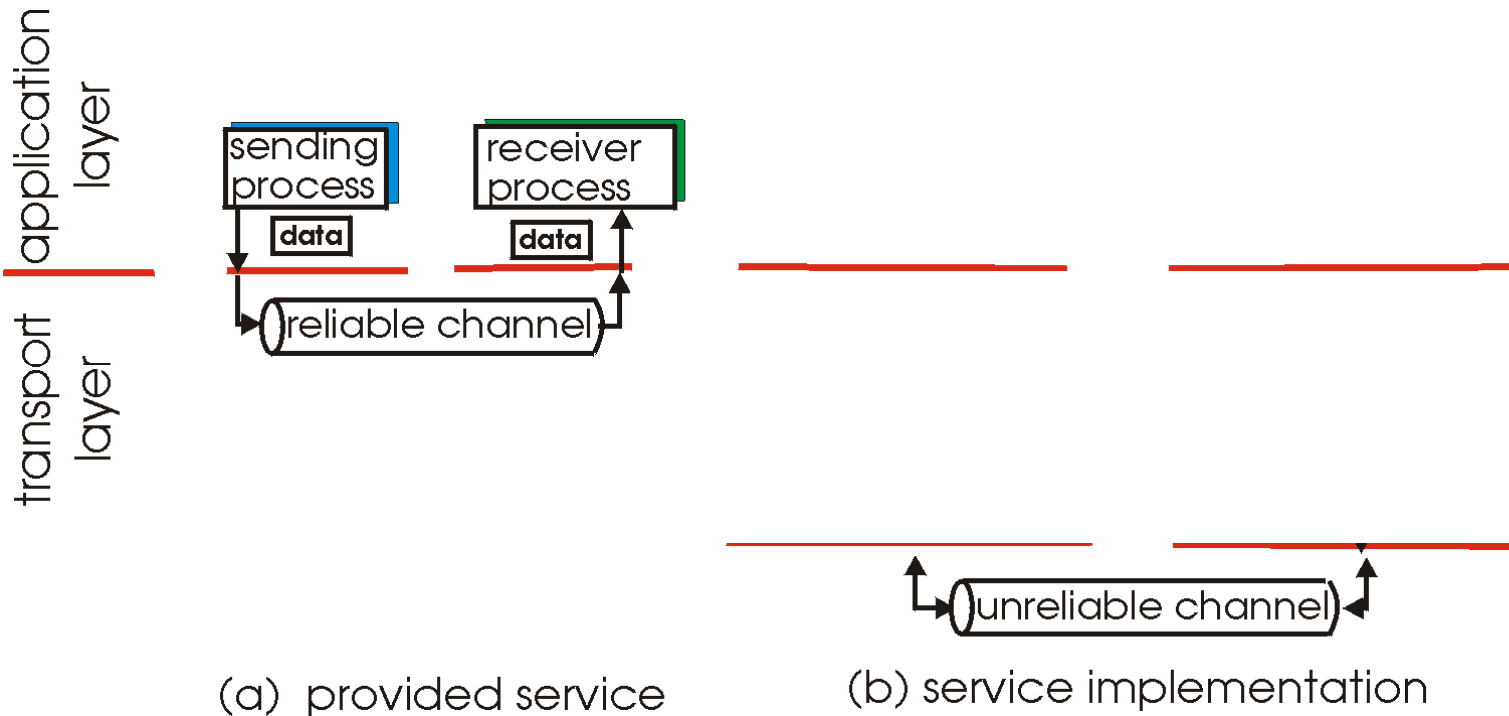 application
layer
transport
layer
sending
process
receiver
process
data
data
reliable channel
unreliable channel
(a) provided service
(b) service implementation